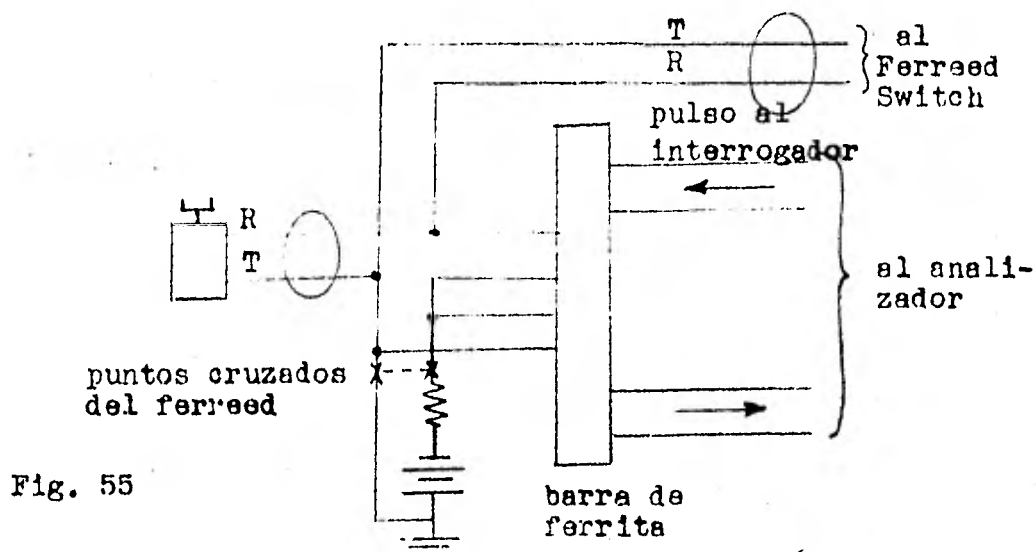 T
R
al
Ferreed
Switch
pulso al
interrogador
R
T
al anali-
zador
puntos cruzados
del ferreed
Fig. 55
barra de
ferrita